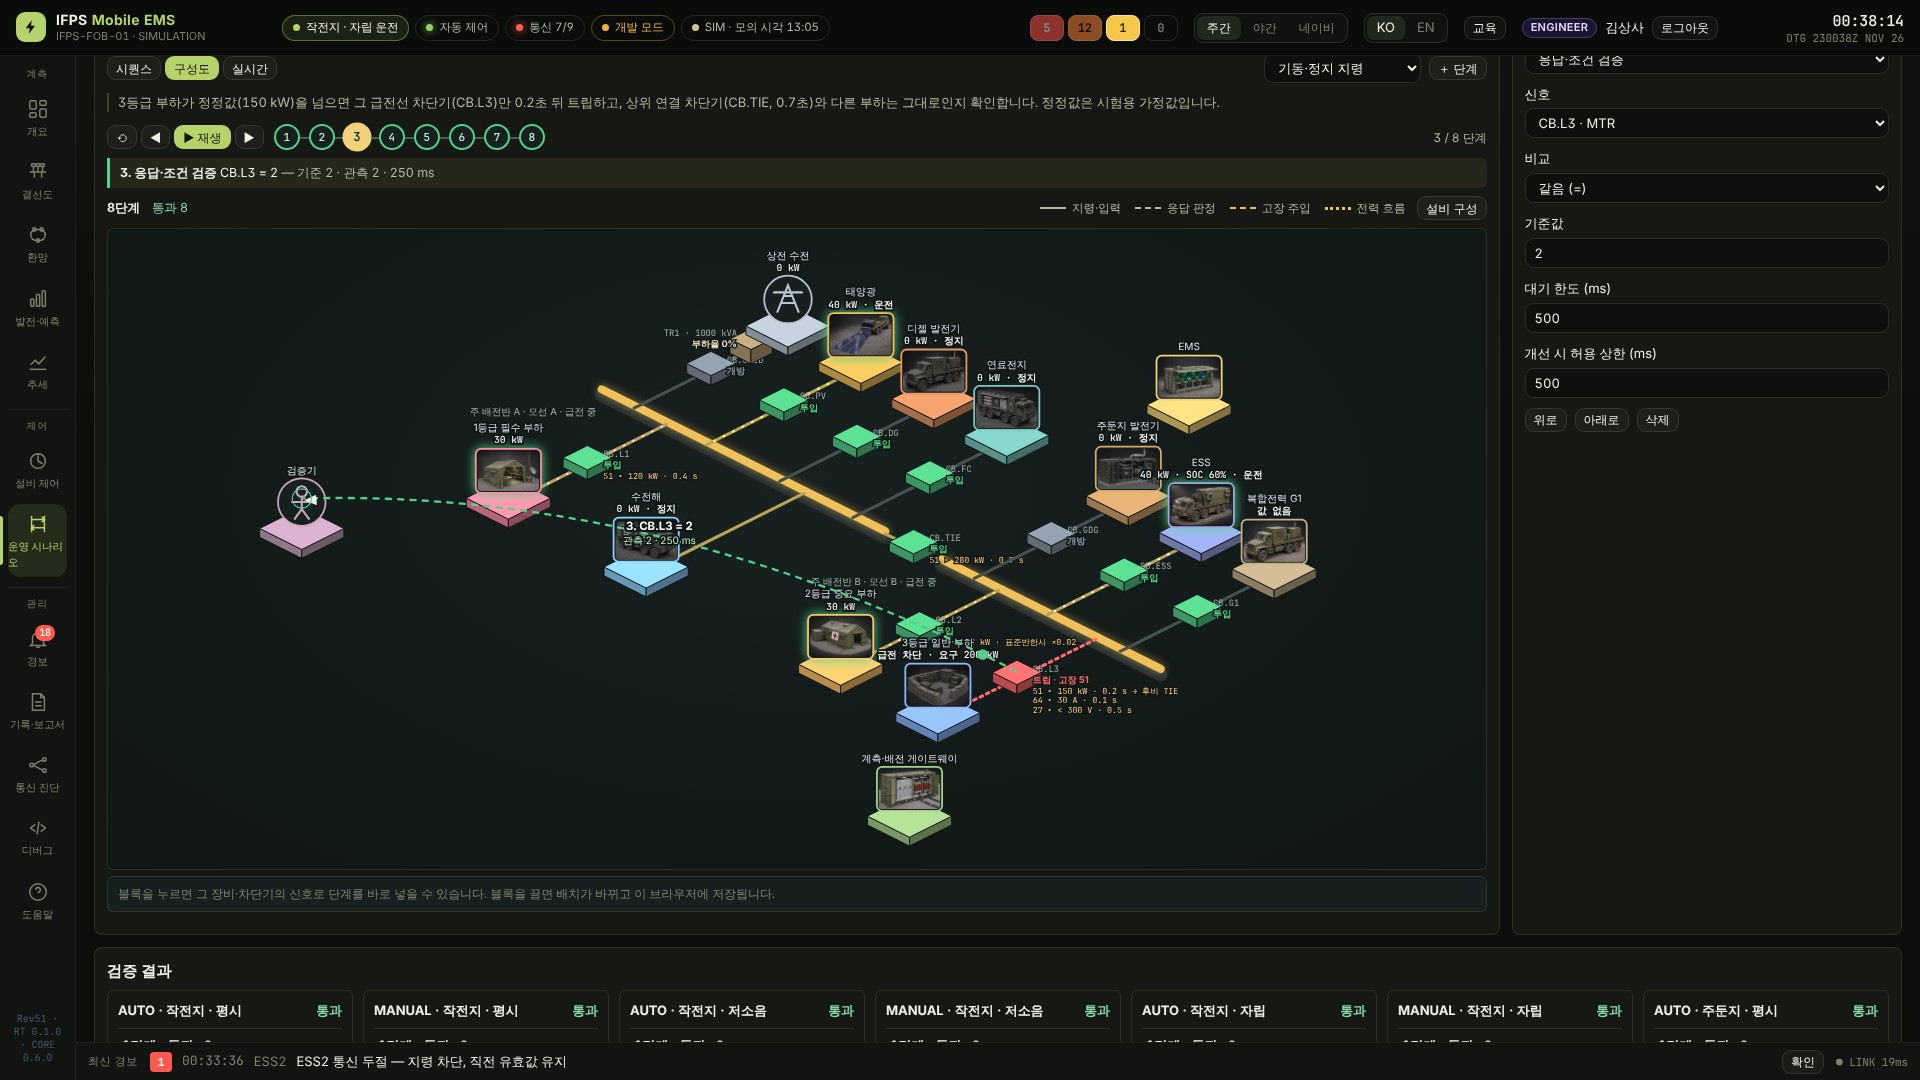 IFPS Mobile EMS
IFPS-FOB-01 · SIMULATION
작전지 · 자립 운전
자동 제어
통신 7/9
개발 모드
SIM · 모의 시각 13:05
5
12
1
0
주간
야간
네이비
KO
EN
교육
ENGINEER
김상사
로그아웃
00:38:14
DTG 230038Z NOV 26
계측
개요
결선도
환망
발전·예측
추세
제어
설비 제어
운영 시나리오
관리
18
경보
기록·보고서
통신 진단
디버그
도움말
RevS1 ·
RT 0.1.0
· CORE
0.6.0
시퀀스
구성도
실시간
기동·정지 지령
+ 단계
3등급 부하가 정정값(150 kW)을 넘으면 그 급전선 차단기(CB.L3)만 0.2초 뒤 트립하고, 상위 연결 차단기(CB.TIE, 0.7초)와 다른 부하는 그대로인지 확인합니다. 정정값은 시험용 가정값입니다.
▶ 재생
1
2
3
4
5
6
7
8
3 / 8 단계
3. 응답·조건 검증 CB.L3 = 2 — 기준 2 · 관측 2 · 250 ms
8단계
통과 8
지령·입력
응답 판정
고장 주입
전력 흐름
설비 구성
상전 수전
0 kW
태양광
40 kW · 운전
디젤 발전기
0 kW · 정지
연료전지
0 kW · 정지
EMS
TR1 · 1000 kVA
부하율 0%
개방
CB.PV
투입
CB.DG
투입
CB.FC
투입
주 배전반 A · 모선 A · 급전 중
1등급 필수 부하
30 kW
CB.L1
투입
51 • 120 kW · 0.4 s
검증기
수전해
0 kW · 정지
3. CB.L3 = 2
관측 2 · 250 ms
주둔지 발전기
0 kW · 정지
ESS
40 kW · SOC 60% · 운전
복합전력 G1
값 없음
CB.TIE
투입
CB.GDG
개방
CB.ESS
투입
CB.G1
투입
주 배전반 B · 모선 B · 급전 중
2등급 중요 부하
30 kW
CB.L2
투입
3등급 일반 부하
kW · 표준반한시 ×0.02
급전 차단 · 요구 200 kW
CB.L3
트립 · 고장 51
51 • 150 kW · 0.2 s → 후비 TIE
64 • 30 A · 0.1 s
27 • < 300 V · 0.5 s
계측·배전 게이트웨이
블록을 누르면 그 장비·차단기의 신호로 단계를 바로 넣을 수 있습니다. 블록을 끌면 배치가 바뀌고 이 브라우저에 저장됩니다.
응답·조건 검증
신호
CB.L3 · MTR
비교
같음 (=)
기준값
2
대기 한도 (ms)
500
개선 시 허용 상한 (ms)
500
위로
아래로
삭제
검증 결과
AUTO · 작전지 · 평시
통과
MANUAL · 작전지 · 평시
통과
AUTO · 작전지 · 저소음
통과
MANUAL · 작전지 · 저소음
통과
AUTO · 작전지 · 자립
통과
MANUAL · 작전지 · 자립
통과
AUTO · 주둔지 · 평시
통과
최신 경보
1
00:33:36
ESS2
ESS2 통신 두절 — 지령 차단, 직전 유효값 유지
확인
LINK 19ms